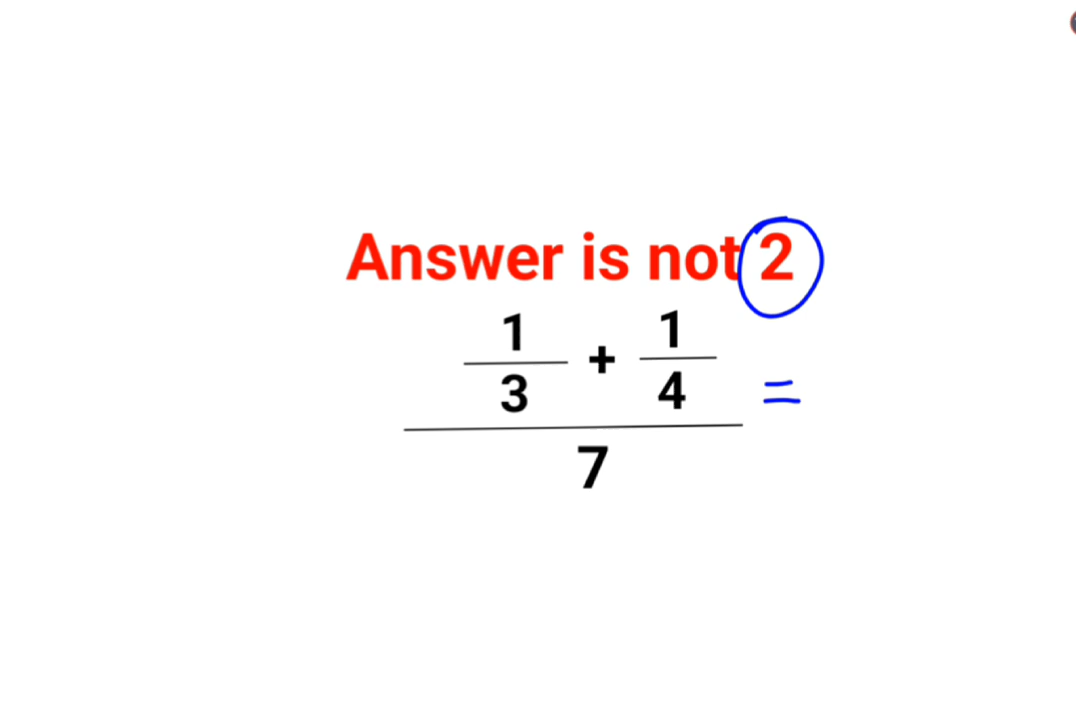 Answer is not 2
1/3 + 1/4 =
7